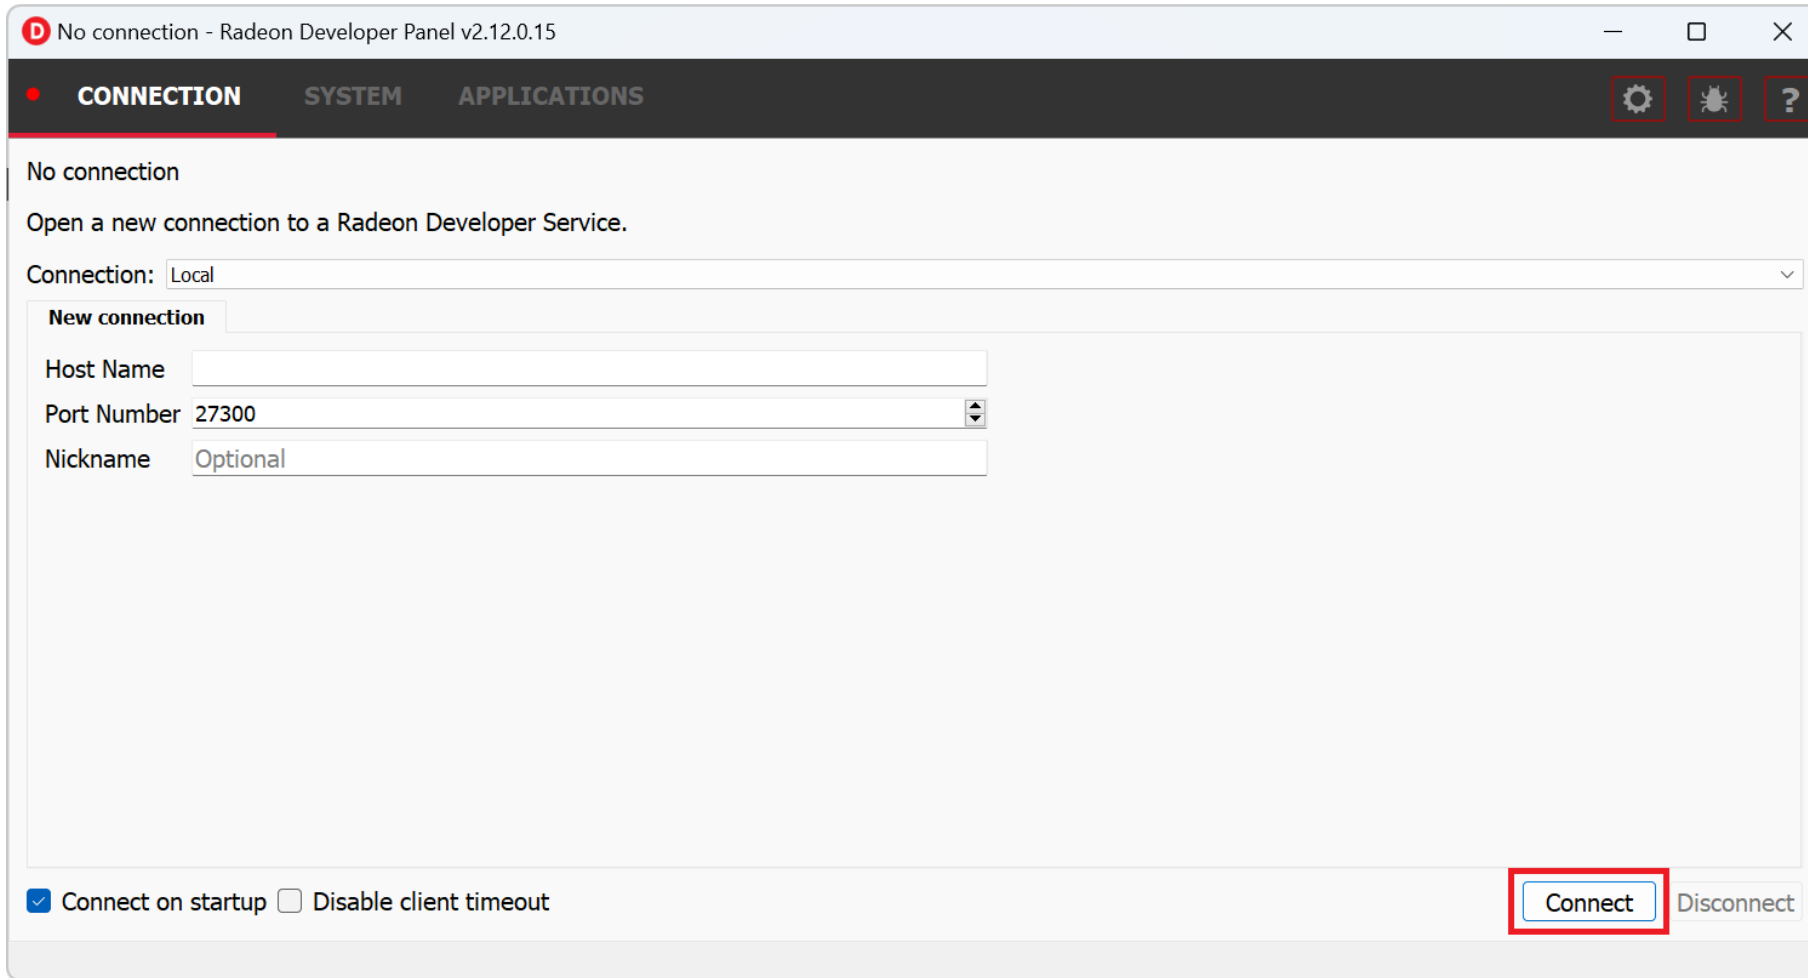 D No connection - Radeon Developer Panel v2.12.0.15
CONNECTION SYSTEM APPLICATIONS ?
No connection
Open a new connection to a Radeon Developer Service.
Connection: Local
New connection
Host Name
Port Number 27300
Nickname Optional
Connect on startup Disable client timeout Connect Disconnect